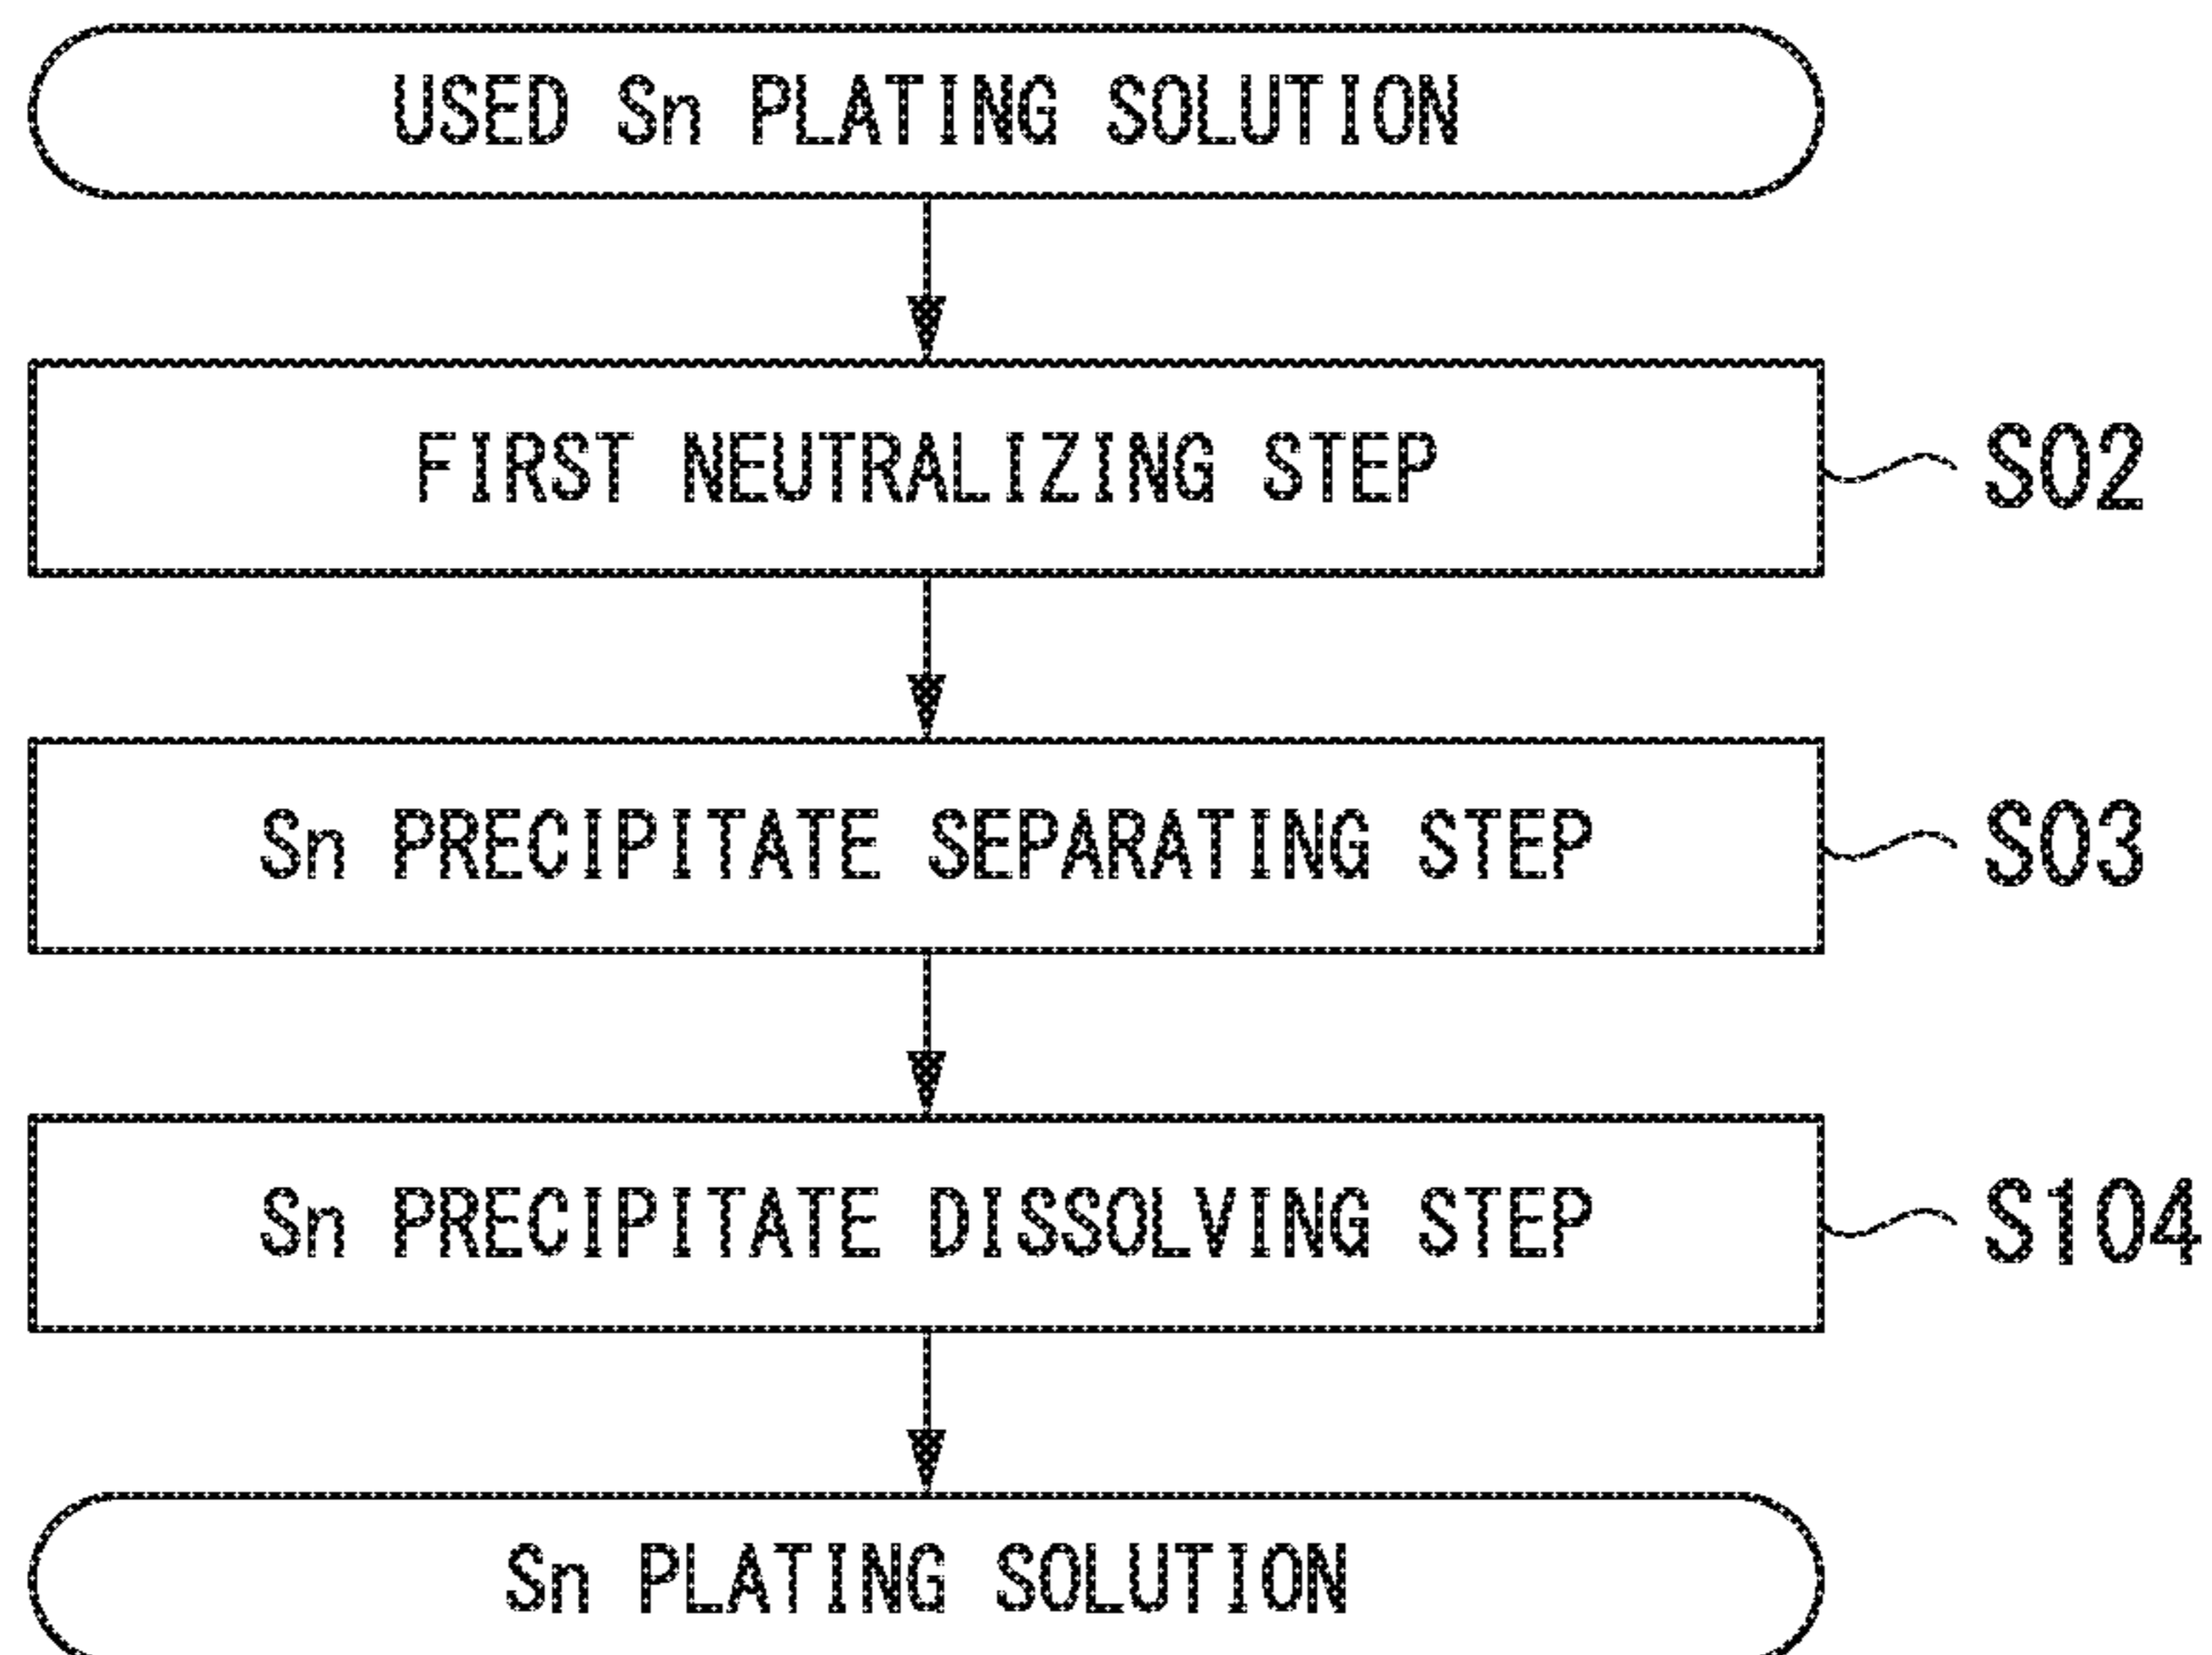 USED Sn PLATING SOLUTION
FIRST NEUTRALIZING STEP
S02
Sn PRECIPITATE SEPARATING STEP
S03
Sn PRECIPITATE DISSOLVING STEP
S104
Sn PLATING SOLUTION